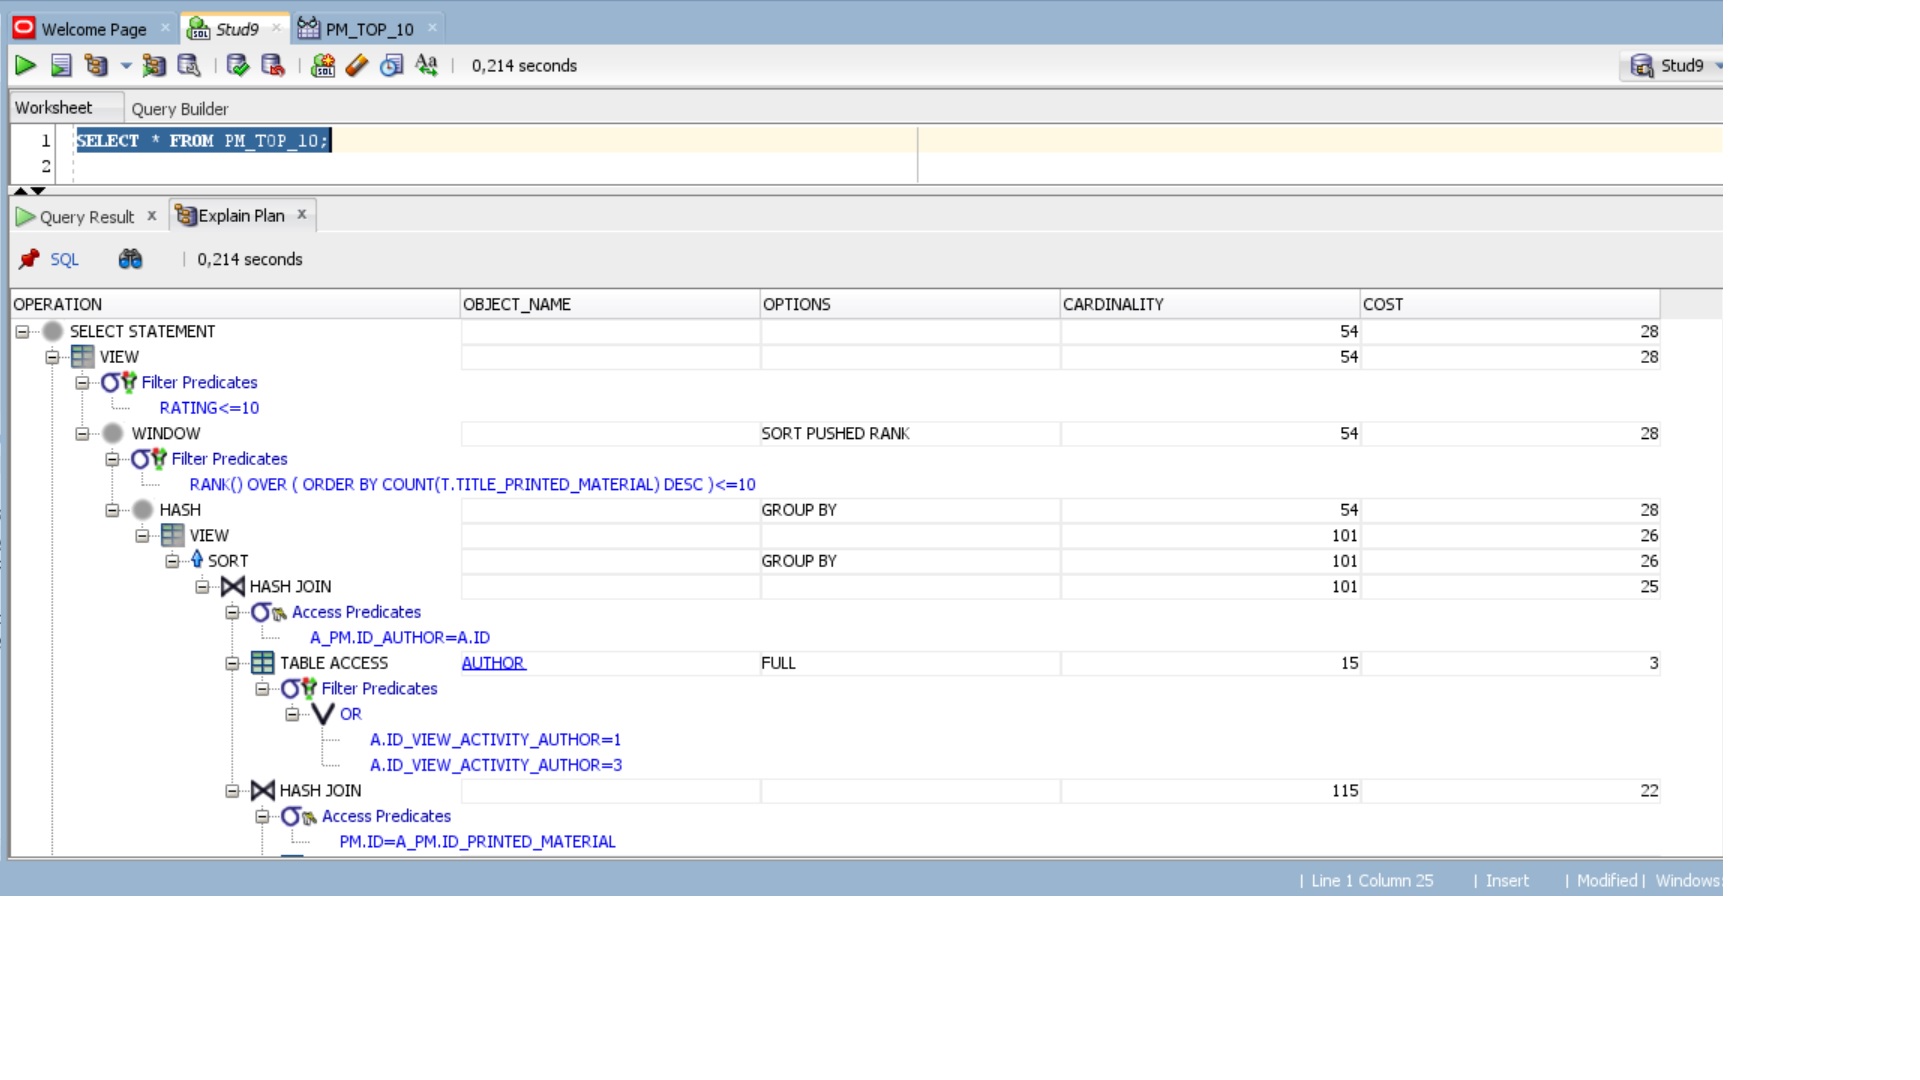 Welcome Page Stud9 PM_TOP_10
0,214 seconds Stud9
Worksheet Query Builder
1 SELECT * FROM PM_TOP_10;
2
Query Result x Explain Plan x
SQL | 0,214 seconds
OPERATION OBJECT_NAME OPTIONS CARDINALITY COST
SELECT STATEMENT 54 28
VIEW 54 28
Filter Predicates
RATING<=10
WINDOW SORT PUSHED RANK 54 28
Filter Predicates
RANK() OVER ( ORDER BY COUNT(T.TITLE_PRINTED_MATERIAL) DESC )<=10
HASH GROUP BY 54 28
VIEW 101 26
SORT GROUP BY 101 26
HASH JOIN 101 25
Access Predicates
A_PM.ID_AUTHOR=A.ID
TABLE ACCESS AUTHOR FULL 15 3
Filter Predicates
OR
A.ID_VIEW_ACTIVITY_AUTHOR=1
A.ID_VIEW_ACTIVITY_AUTHOR=3
HASH JOIN 115 22
Access Predicates
PM.ID=A_PM.ID_PRINTED_MATERIAL
| Line 1 Column 25 | Insert | Modified | Windows: